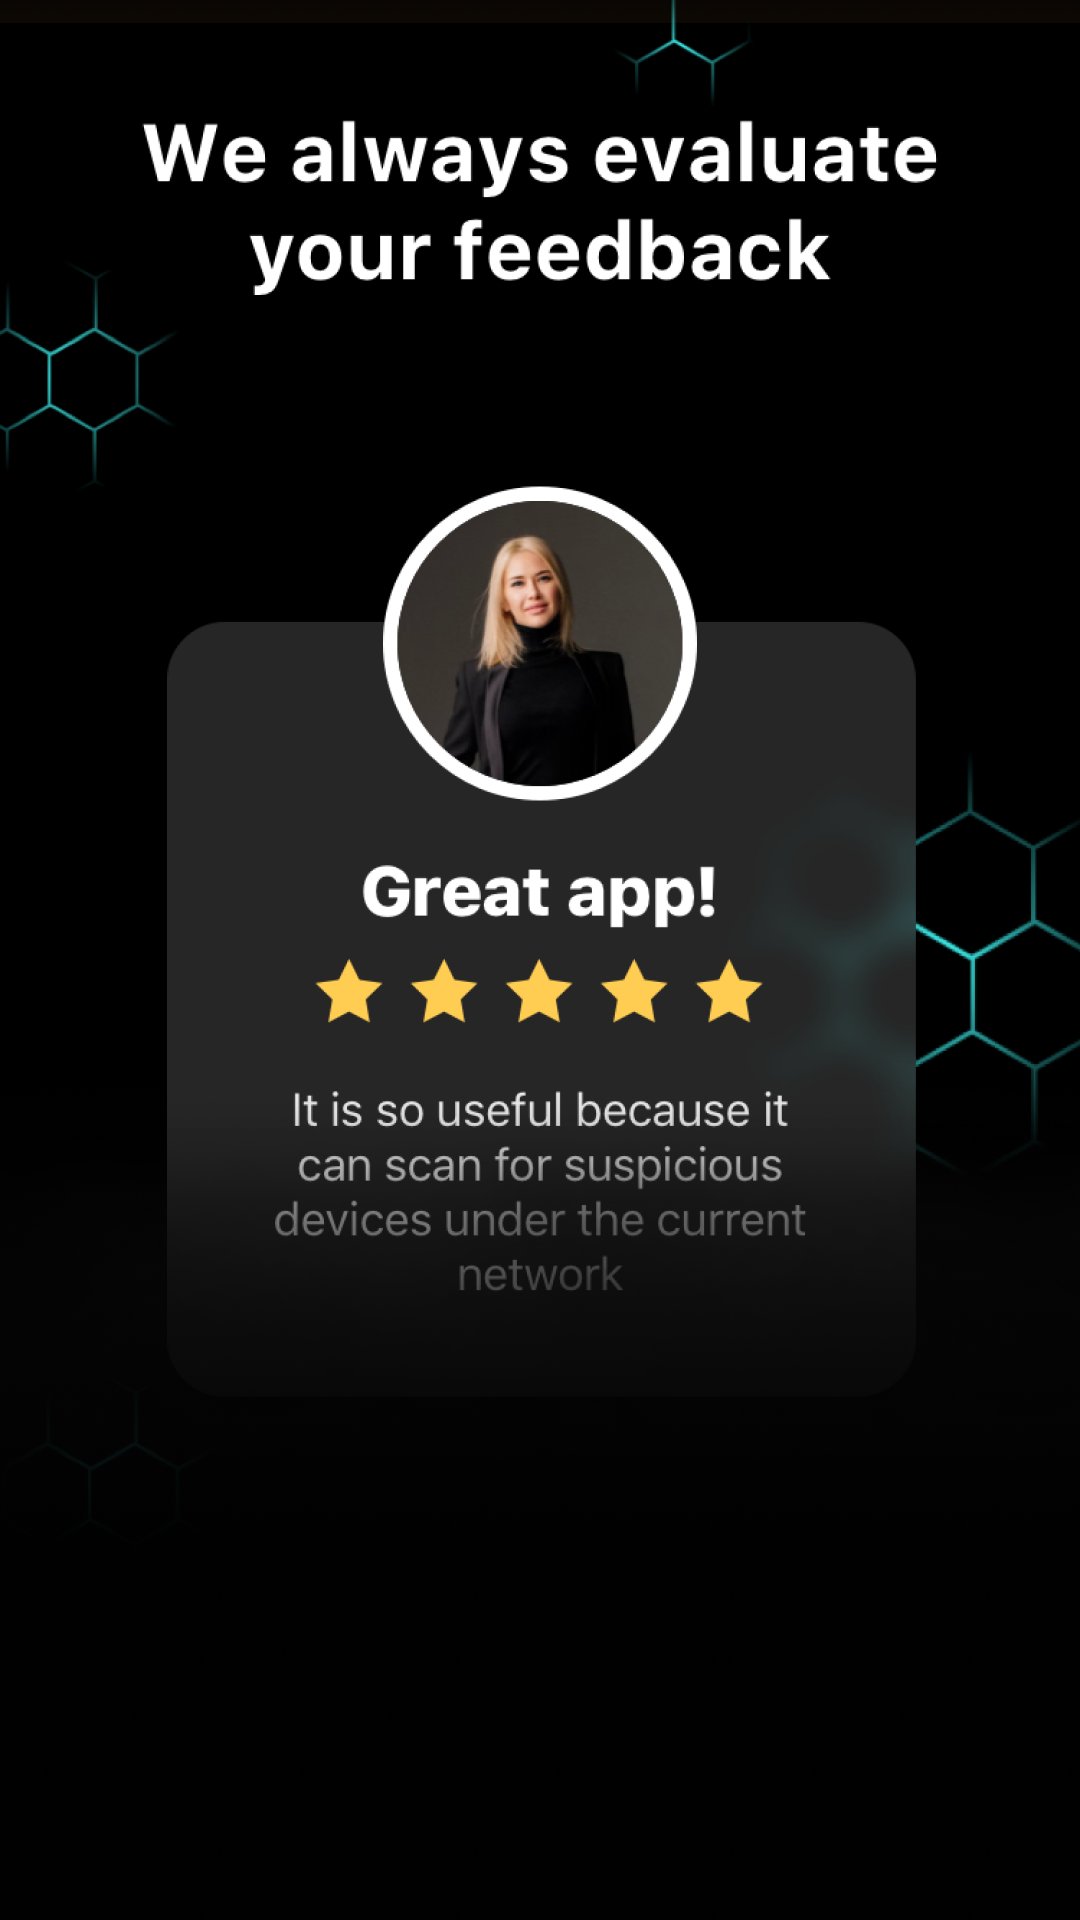 We always evaluate
your feedback
Great app!
It is so useful because it
can scan for suspicious
devices under the current
network